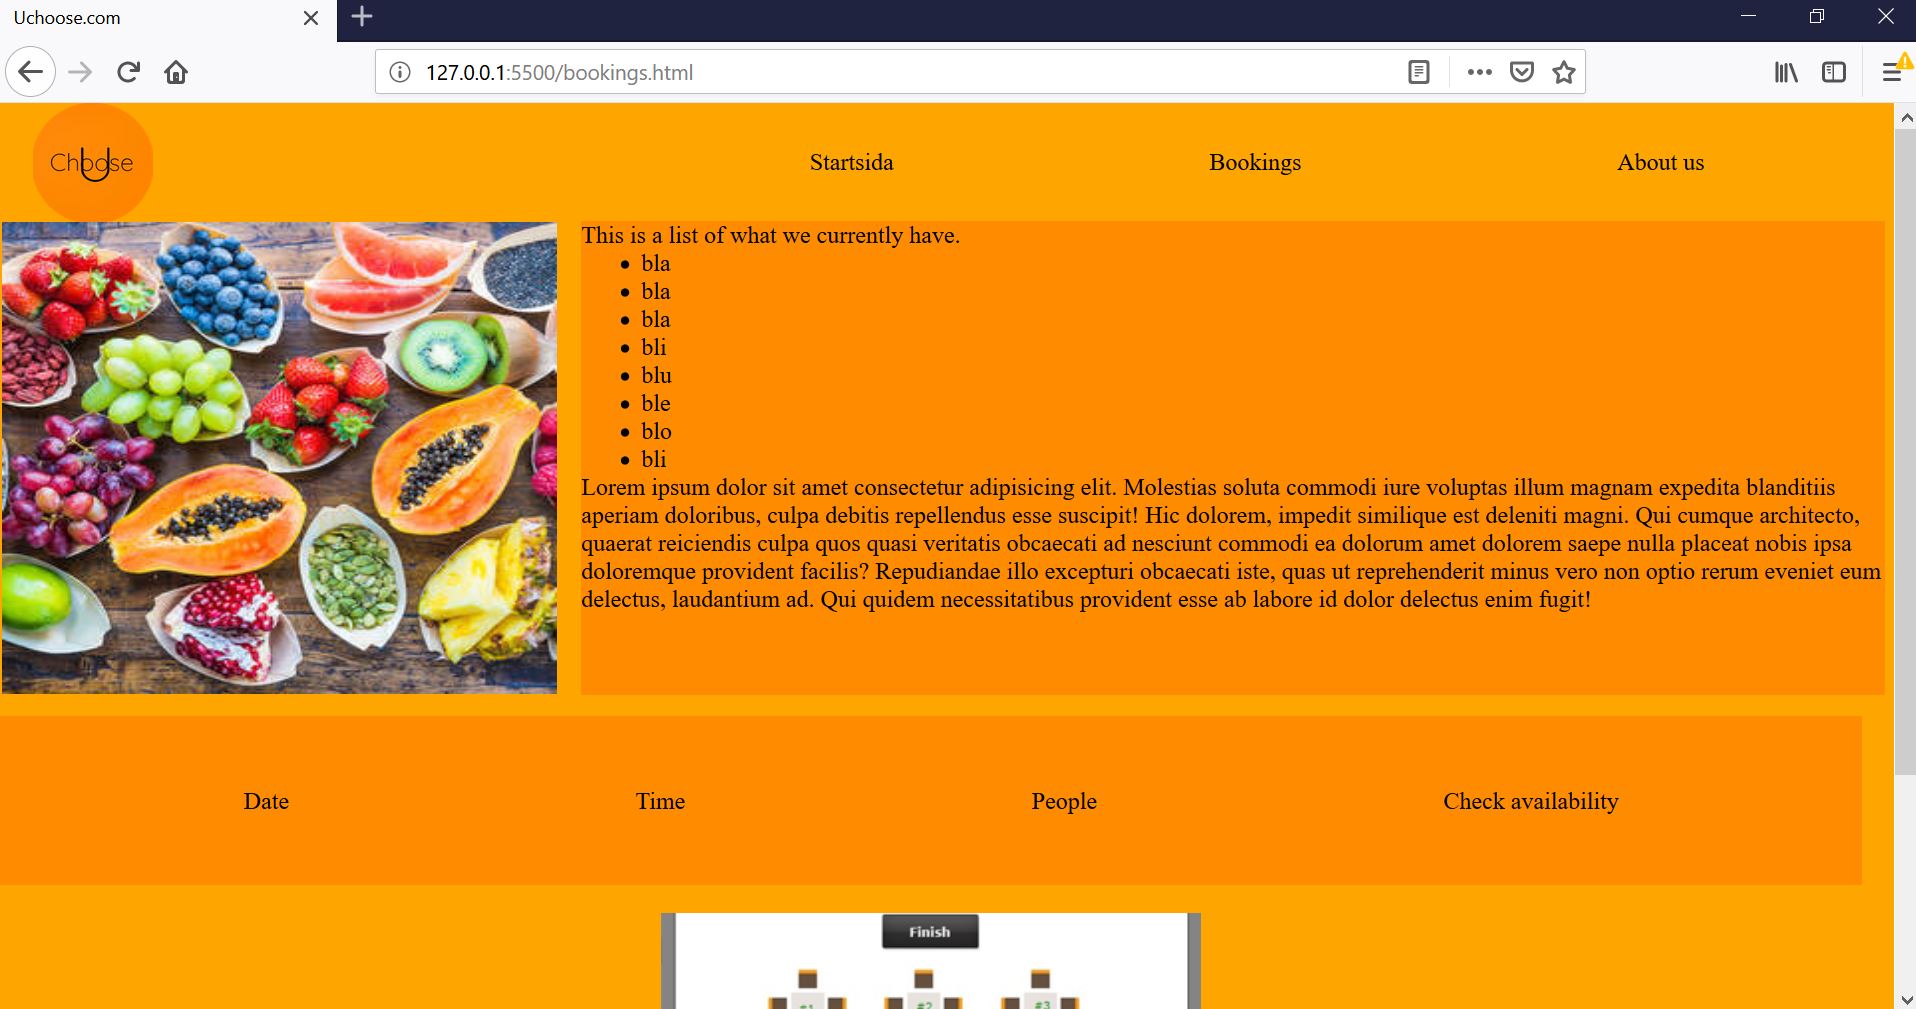 Uchoose.com
127.0.0.1:5500/bookings.html
Choose
Startsida Bookings About us
This is a list of what we currently have.
• bla
• bla
• bla
• bli
• blu
• ble
• blo
• bli
Lorem ipsum dolor sit amet consectetur adipisicing elit. Molestias soluta commodi iure voluptas illum magnam expedita blanditiis
aperiam doloribus, culpa debitis repellendus esse suscipit! Hic dolorem, impedit similique est deleniti magni. Qui cumque architecto,
quaerat reiciendis culpa quos quasi veritatis obcaecati ad nesciunt commodi ea dolorum amet dolorem saepe nulla placeat nobis ipsa
doloremque provident facilis? Repudiandae illo excepturi obcaecati iste, quas ut reprehenderit minus vero non optio rerum eveniet eum
delectus, laudantium ad. Qui quidem necessitatibus provident esse ab labore id dolor delectus enim fugit!
Date Time People Check availability
Finish
#1 #2 #3